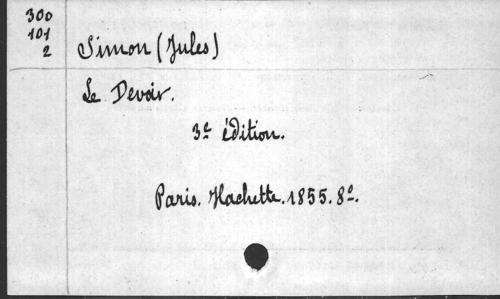 300
101
2
Simon (Jules)
Le Devoir.
3e édition.
Paris. Hachette. 1855. 8º.